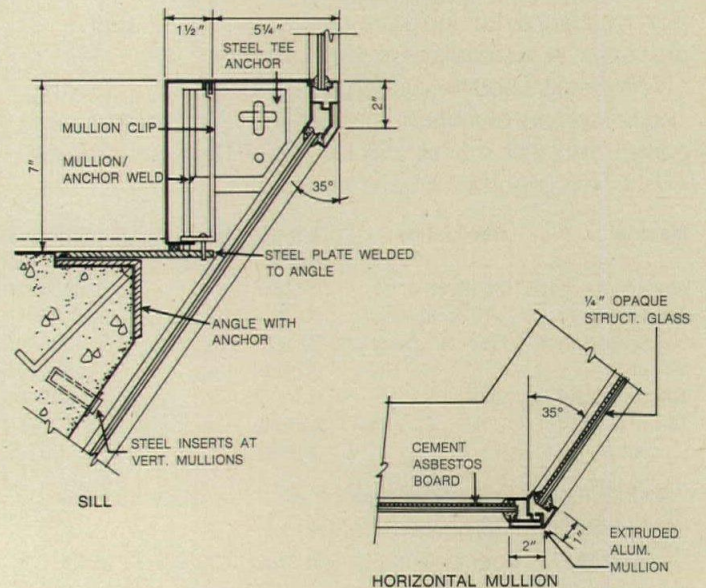 1½" 5¼"
STEEL TEE
ANCHOR
2"
MULLION CLIP
7"
MULLION/
ANCHOR WELD
35°
STEEL PLATE WELDED
TO ANGLE
ANGLE WITH
ANCHOR
STEEL INSERTS AT
VERT. MULLIONS
SILL
¼" OPAQUE
STRUCT. GLASS
35°
CEMENT
ASBESTOS
BOARD
1"
2"
EXTRUDED
ALUM.
MULLION
HORIZONTAL MULLION